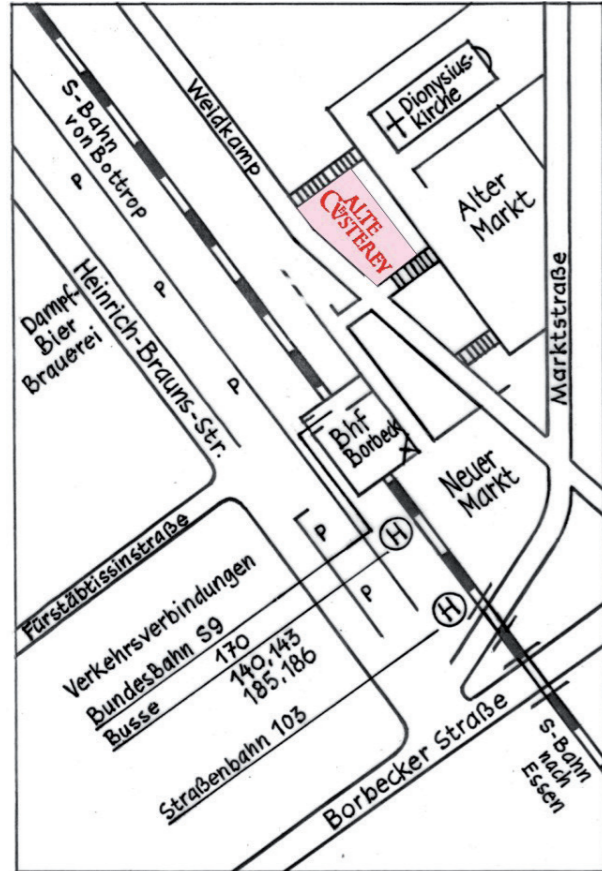 Dionysius-
Kirche
Weidkamp
S-Bahn
von Bottrop
ALTE
CVSTEREY
Alter
Markt
P
P
P
Heinrich-Brauns-Str.
Dampf-
Bier
Brauerei
Marktstraße
Bhf
Borbeck
Neuer
Markt
P
H
P
H
Fürstäbtissinstraße
Verkehrsverbindungen
BundesBahn S9
170
Busse 140,143
185,186
Straßenbahn 103
Borbecker Straße
S-Bahn
nach
Essen